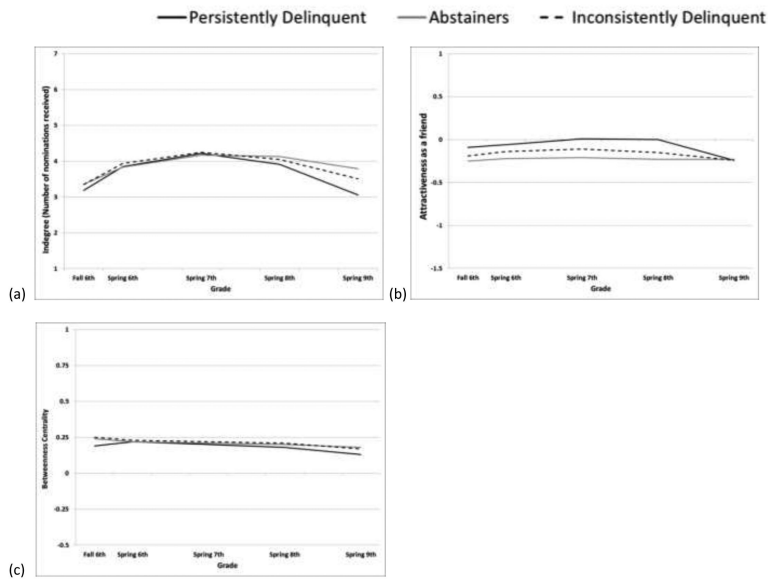 Persistently Delinquent Abstainers Inconsistently Delinquent
7
6
5
4
3
2
1
Indegree (Number of nominations received)
Fall 6th Spring 6th Spring 7th Spring 8th Spring 9th
Grade
(a)
1
0.5
0
-0.5
-1
-1.5
Attractiveness as a friend
Fall 6th Spring 6th Spring 7th Spring 8th Spring 9th
Grade
(b)
1
0.75
0.5
0.25
0
-0.25
-0.5
Betweenness Centrality
Fall 6th Spring 6th Spring 7th Spring 8th Spring 9th
Grade
(c)